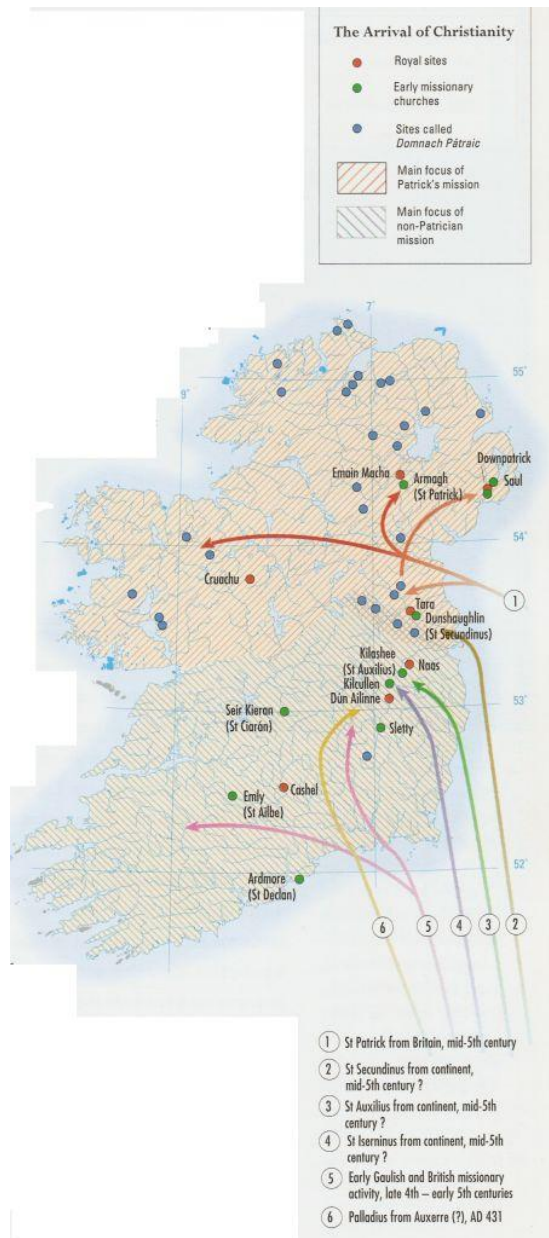 The Arrival of Christianity
Royal sites
Early missionary
churches
Sites called
Domnach Pátraic
Main focus of
Patrick's mission
Main focus of
non-Patrician
mission
7°
55°
9°
Downpatrick
Emain Macha
Armagh
(St Patrick)
Saul
54°
Cruachu
1
Tara
Dunshaughlin
(St Secundinus)
Kilashee
(St Auxilius)
Naas
Kilcullen
Dún Ailinne
53°
Seir Kieran
(St Ciarán)
Sletty
Cashel
Emly
(St Ailbe)
52°
Ardmore
(St Declan)
6
5
4
3
2
1 St Patrick from Britain, mid-5th century
2 St Secundinus from continent,
mid-5th century ?
3 St Auxilius from continent, mid-5th
century ?
4 St Iserninus from continent, mid-5th
century ?
5 Early Gaulish and British missionary
activity, late 4th – early 5th centuries
6 Palladius from Auxerre (?), AD 431